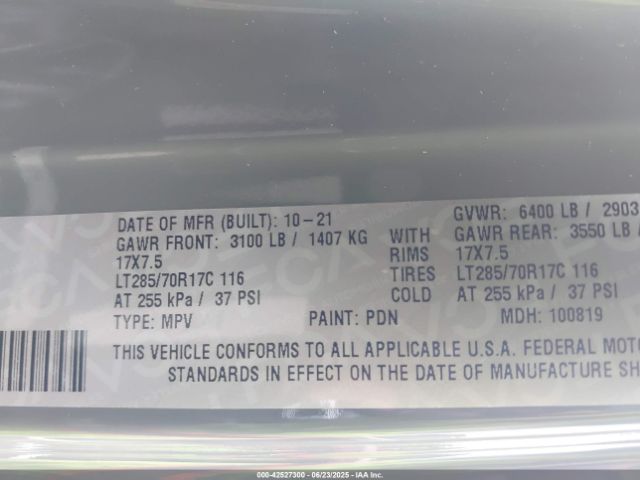 DATE OF MFR (BUILT): 10-21 GVWR: 6400 LB / 2903
GAWR FRONT: 3100 LB / 1407 KG WITH GAWR REAR: 3550 LB /
17X7.5 RIMS 17X7.5
LT285/70R17C 116 TIRES LT285/70R17C 116
AT 255 kPa / 37 PSI COLD AT 255 kPa / 37 PSI
TYPE: MPV PAINT: PDN MDH: 100819
THIS VEHICLE CONFORMS TO ALL APPLICABLE U.S.A. FEDERAL MOTO
STANDARDS IN EFFECT ON THE DATE OF MANUFACTURE SH
000-42527300 - 06/23/2025 - IAA Inc.